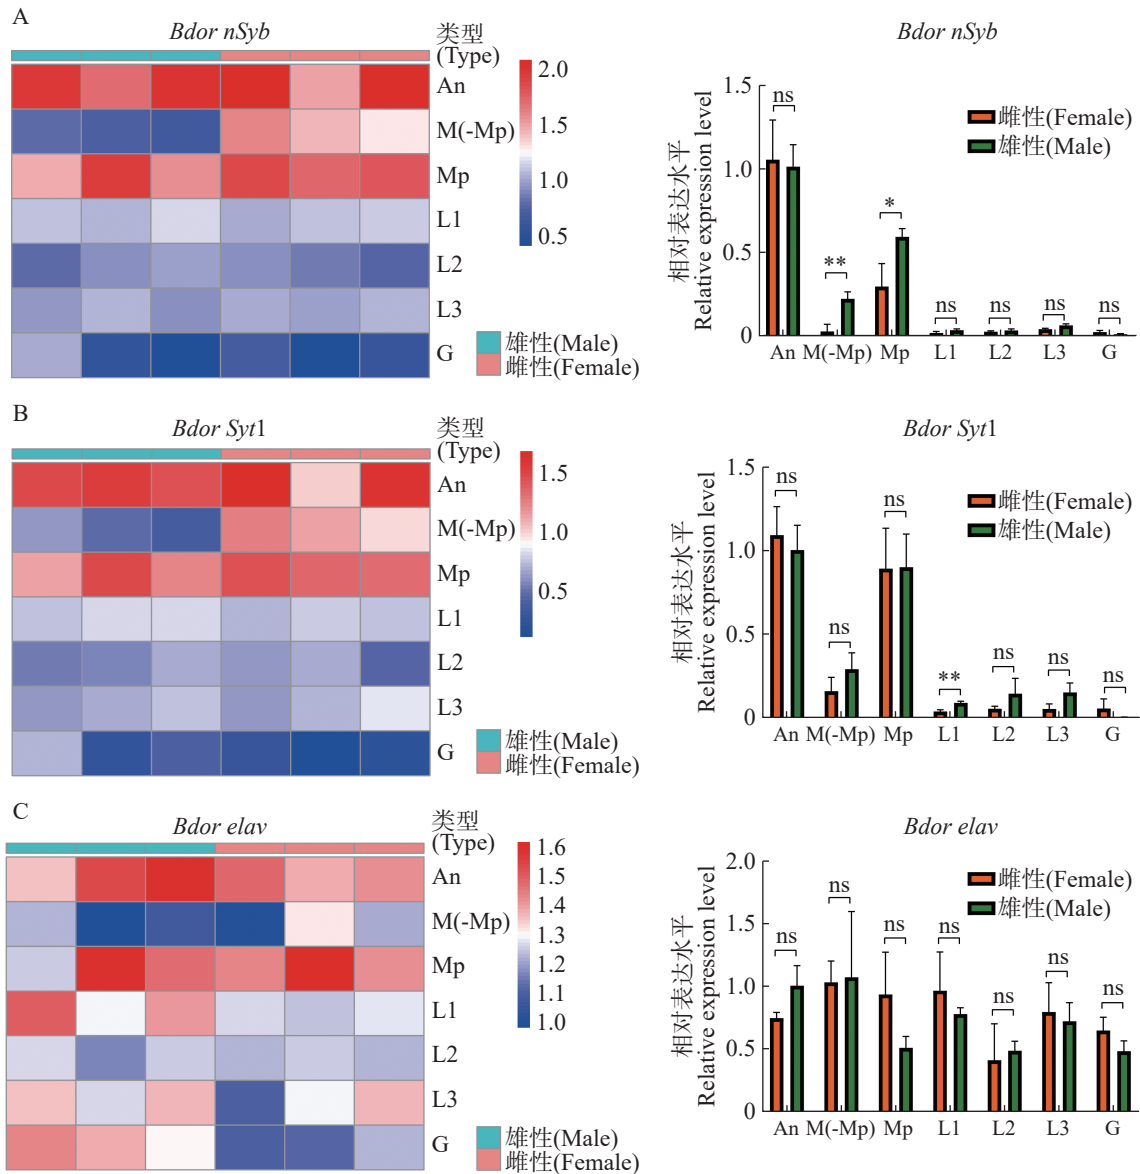 A
Bdor nSyb
类型
(Type)
An
M(-Mp)
Mp
L1
L2
L3
G
2.0
1.5
1.0
0.5
雄性(Male)
雌性(Female)
Bdor nSyb
相对表达水平
Relative expression level
1.5
1.0
0.5
0
ns
**
*
ns
ns
ns
ns
雌性(Female)
雄性(Male)
An
M(-Mp)
Mp
L1
L2
L3
G
B
Bdor Syt1
类型
(Type)
An
M(-Mp)
Mp
L1
L2
L3
G
1.5
1.0
0.5
雄性(Male)
雌性(Female)
Bdor Syt1
相对表达水平
Relative expression level
1.5
1.0
0.5
0
ns
ns
ns
**
ns
ns
ns
雌性(Female)
雄性(Male)
An
M(-Mp)
Mp
L1
L2
L3
G
C
Bdor elav
类型
(Type)
An
M(-Mp)
Mp
L1
L2
L3
G
1.6
1.5
1.4
1.3
1.2
1.1
1.0
雄性(Male)
雌性(Female)
Bdor elav
相对表达水平
Relative expression level
2.0
1.5
1.0
0.5
0
ns
ns
ns
ns
ns
ns
ns
雌性(Female)
雄性(Male)
An
M(-Mp)
Mp
L1
L2
L3
G